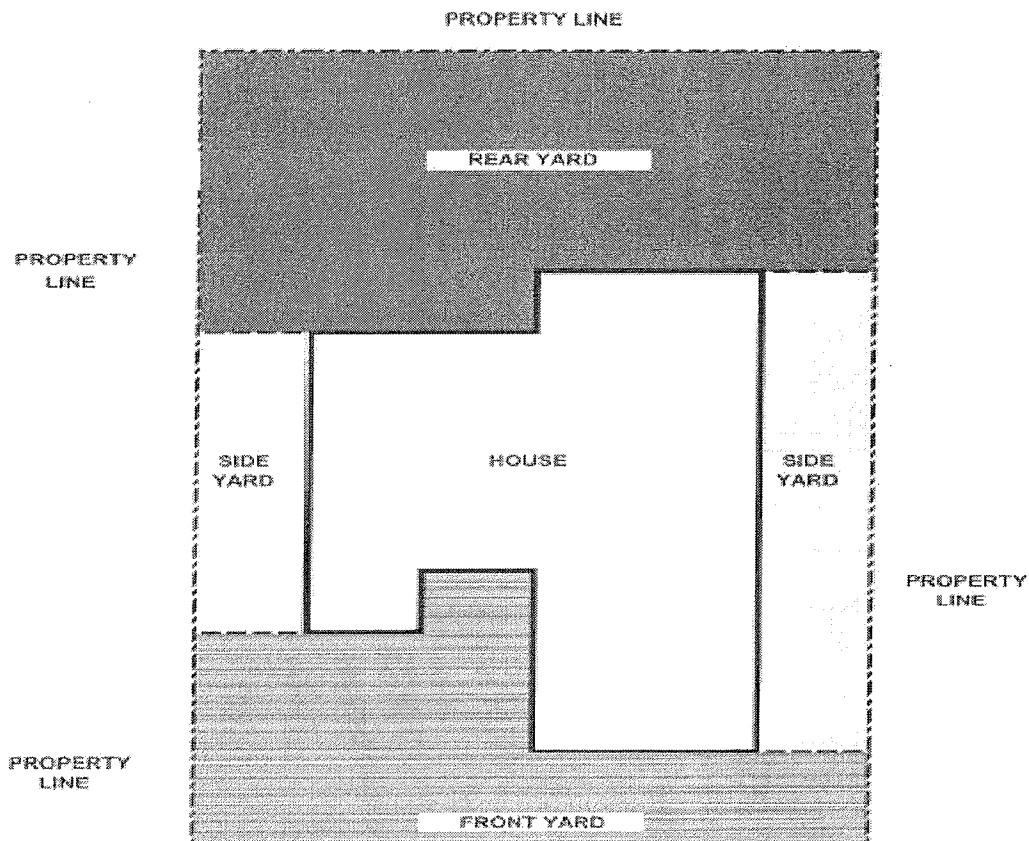 PROPERTY LINE
REAR YARD
PROPERTY
LINE
SIDE
YARD
HOUSE
SIDE
YARD
PROPERTY
LINE
PROPERTY
LINE
FRONT YARD